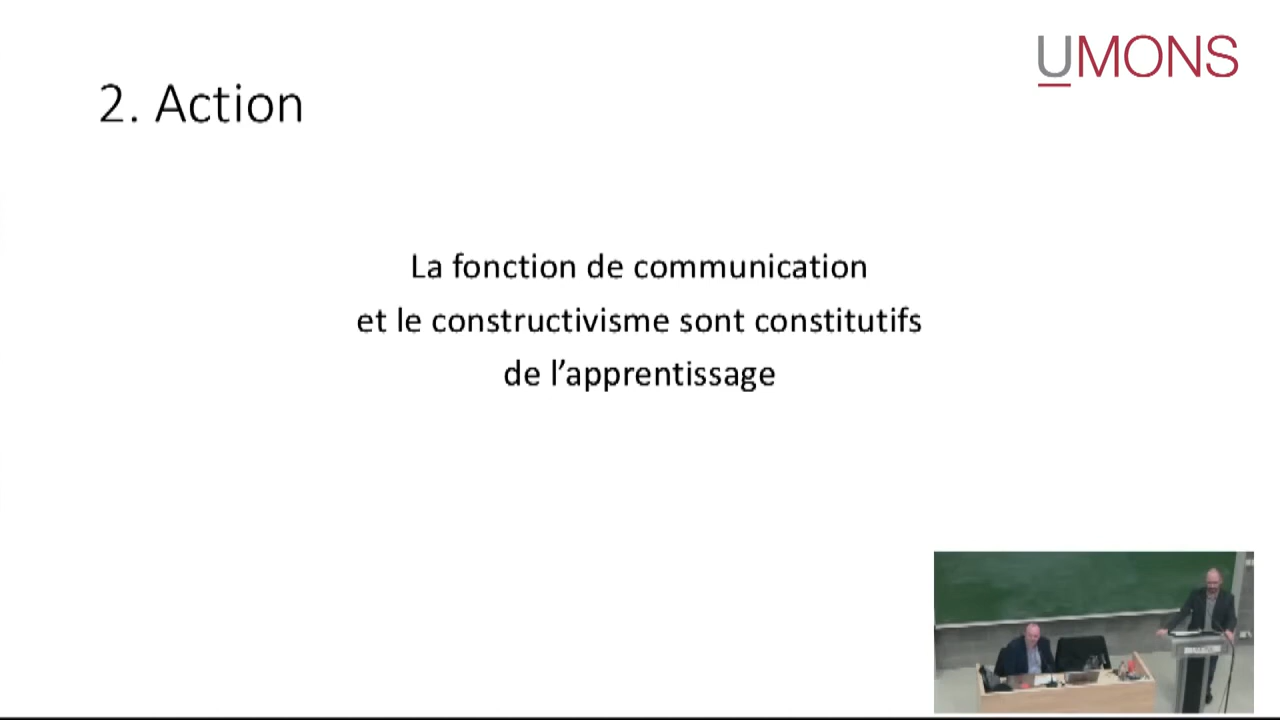 UMONS
2. Action
La fonction de communication
et le constructivisme sont constitutifs
de l’apprentissage